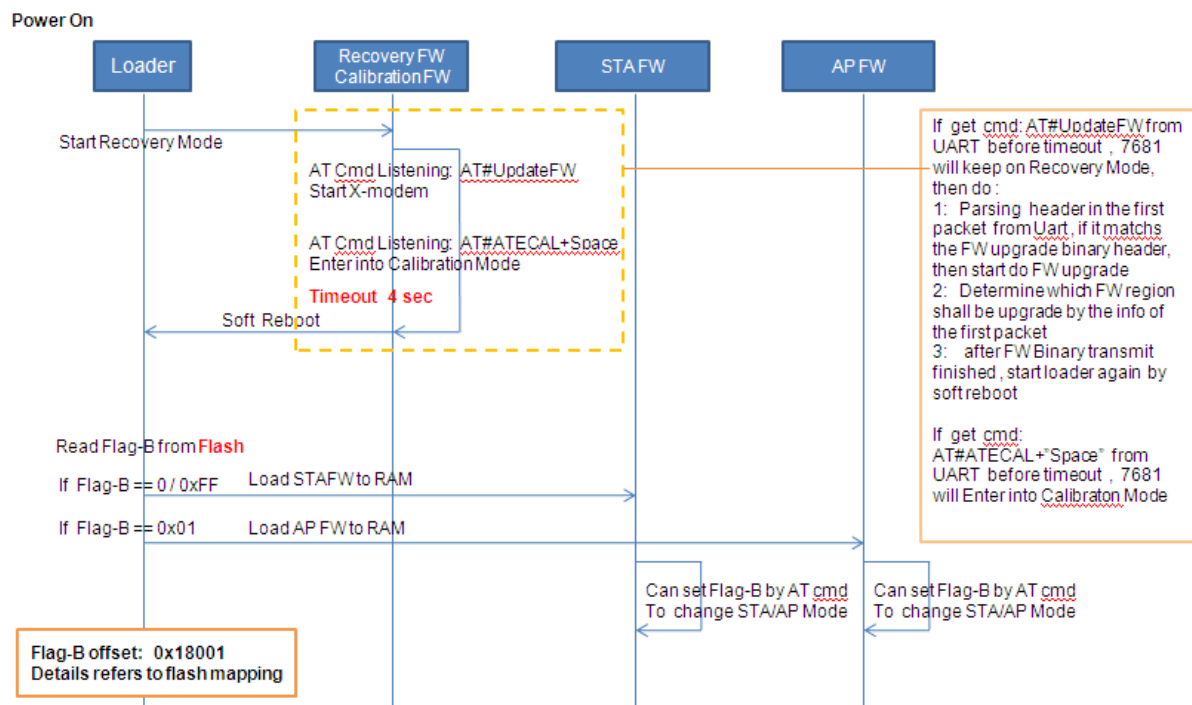 Power On
Loader
Recovery FW
Calibration FW
STA FW
AP FW
Start Recovery Mode
AT Cmd Listening: AT#UpdateFW
Start X-modem
AT Cmd Listening: AT#ATECAL+Space
Enter into Calibration Mode
Timeout 4 sec
Soft Reboot
If get cmd: AT#UpdateFW from
UART before timeout , 7681
will keep on Recovery Mode,
then do :
1: Parsing header in the first
packet from Uart, if it matchs
the FW upgrade binary header,
then start do FW upgrade
2: Determine which FW region
shall be upgrade by the info of
the first packet
3: after FW Binary transmit
finished , start loader again by
soft reboot
If get cmd:
AT#ATECAL+"Space" from
UART before timeout , 7681
will Enter into Calibraton Mode
Read Flag-B from Flash
If Flag-B == 0 / 0xFF
Load STAFW to RAM
If Flag-B == 0x01
Load AP FW to RAM
Can set Flag-B by AT cmd
To change STA/AP Mode
Can set Flag-B by AT cmd
To change STA/AP Mode
Flag-B offset: 0x18001
Details refers to flash mapping